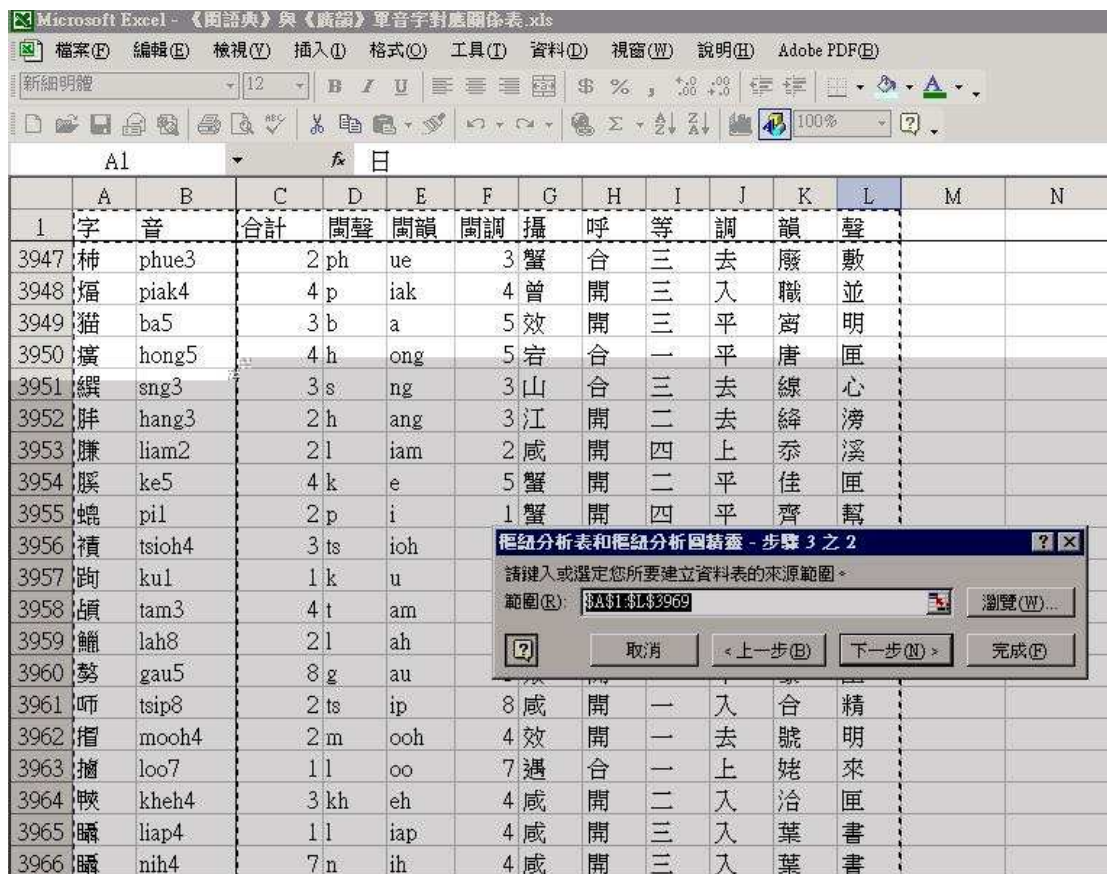 Microsoft Excel - 《閩語典》與《廣韻》單音字對應關係表.xls
檔案(F) 編輯(E) 檢視(V) 插入(I) 格式(O) 工具(T) 資料(D) 視窗(W) 說明(H) Adobe PDF(B)
新細明體 12 B I U $ % ,
100%
A1 fx 日
A B C D E F G H I J K L M N
1 字 音 合計 閩聲 閩韻 閩調 攝 呼 等 調 韻 聲
3947 柿 phue3 2 ph ue 3 蟹 合 三 去 廢 敷
3948 煏 piak4 4 p iak 4 曾 開 三 入 職 並
3949 猫 ba5 3 b a 5 效 開 三 平 宵 明
3950 癀 hong5 4 h ong 5 宕 合 一 平 唐 匣
3951 縼 sng3 3 s ng 3 山 合 三 去 線 心
3952 胖 hang3 2 h ang 3 江 開 二 去 絳 滂
3953 膁 liam2 2 l iam 2 咸 開 四 上 忝 溪
3954 膎 ke5 4 k e 5 蟹 開 二 平 佳 匣
3955 螕 pi1 2 p i 1 蟹 開 四 平 齊 幫
3956 襀 tsioh4 3 ts ioh
3957 跔 ku1 1 k u
3958 tam3 4 t am
3959 lah8 2 l ah
3960 gau5 8 g au
3961 咂 tsip8 2 ts ip 8 咸 開 一 入 合 精
3962 mooh4 2 m ooh 4 效 開 一 去 號 明
3963 擄 loo7 1 l oo 7 遇 合 一 上 姥 來
3964 kheh4 3 kh eh 4 咸 開 二 入 洽 匣
3965 liap4 1 l iap 4 咸 開 三 入 葉 書
3966 nih4 7 n ih 4 咸 開 三 入 葉 書
樞紐分析表和樞紐分析圖精靈 - 步驟 3 之 2
請鍵入或選定您所要建立資料表的來源範圍。
範圍(R): $A$1:$L$3969 瀏覽(W)...
取消 < 上一步(B) 下一步(N) > 完成(F)